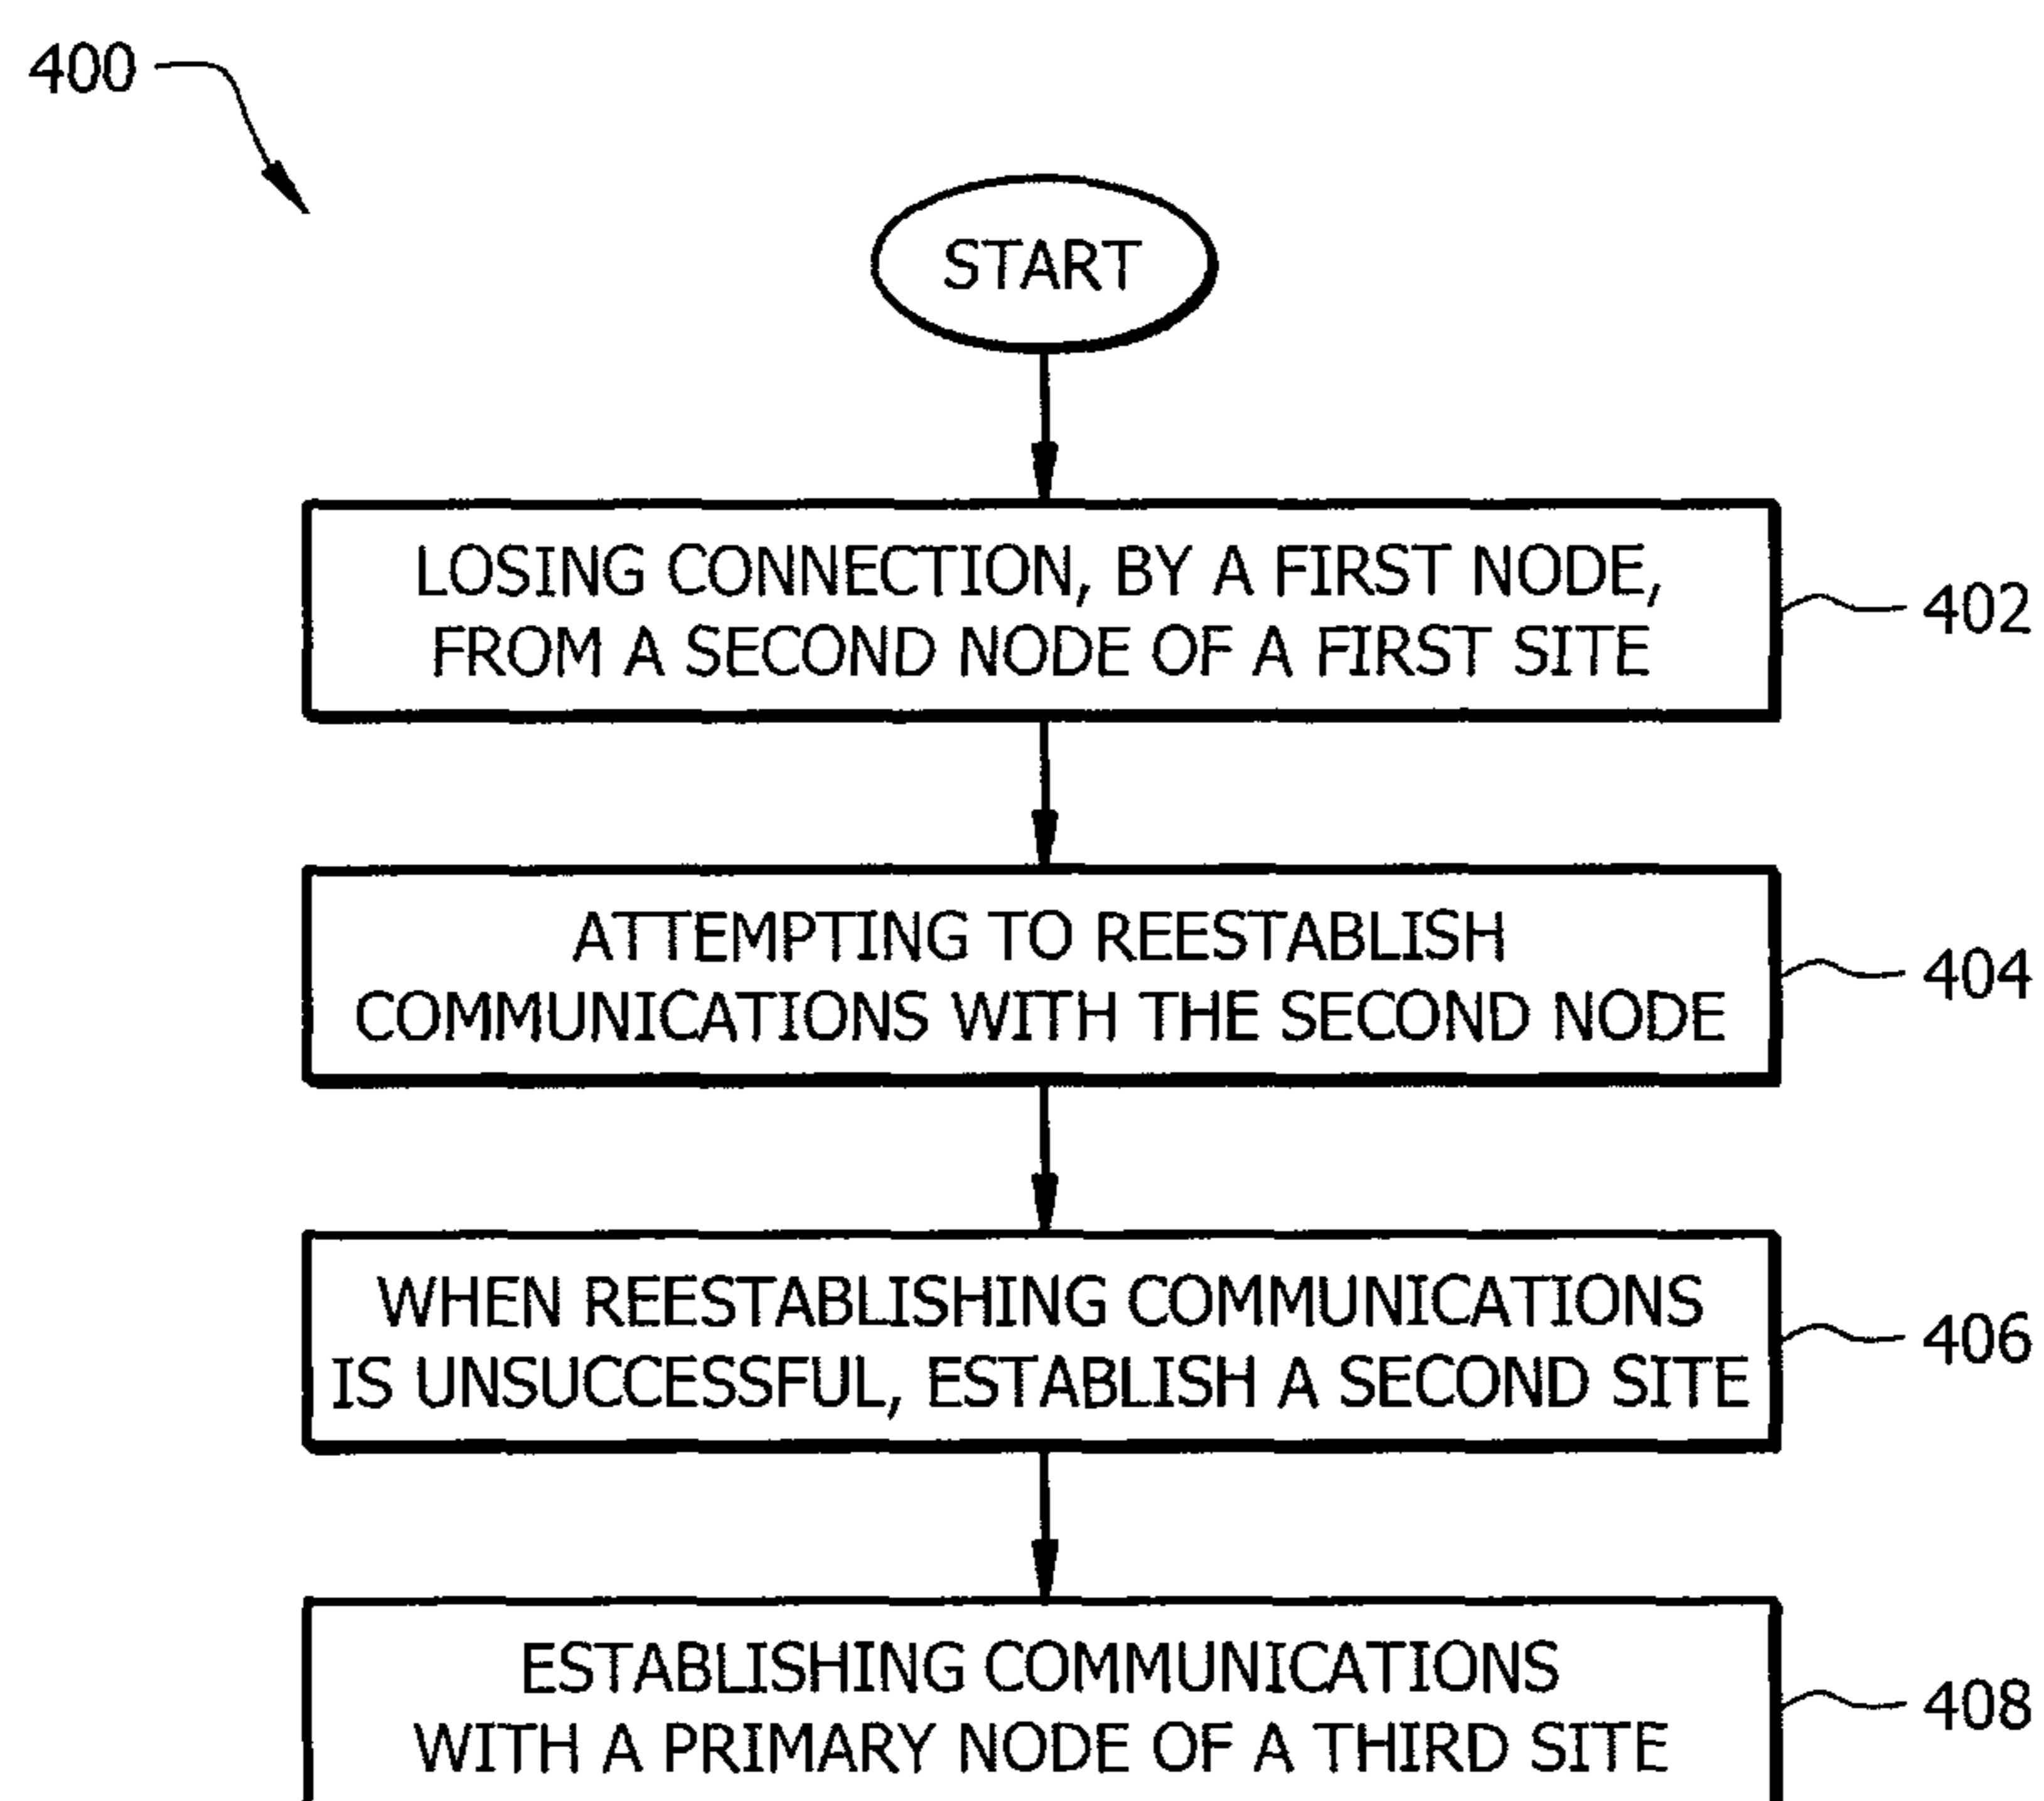 400
START
LOSING CONNECTION, BY A FIRST NODE,
FROM A SECOND NODE OF A FIRST SITE
402
ATTEMPTING TO REESTABLISH
COMMUNICATIONS WITH THE SECOND NODE
404
WHEN REESTABLISHING COMMUNICATIONS
IS UNSUCCESSFUL, ESTABLISH A SECOND SITE
406
ESTABLISHING COMMUNICATIONS
WITH A PRIMARY NODE OF A THIRD SITE
408